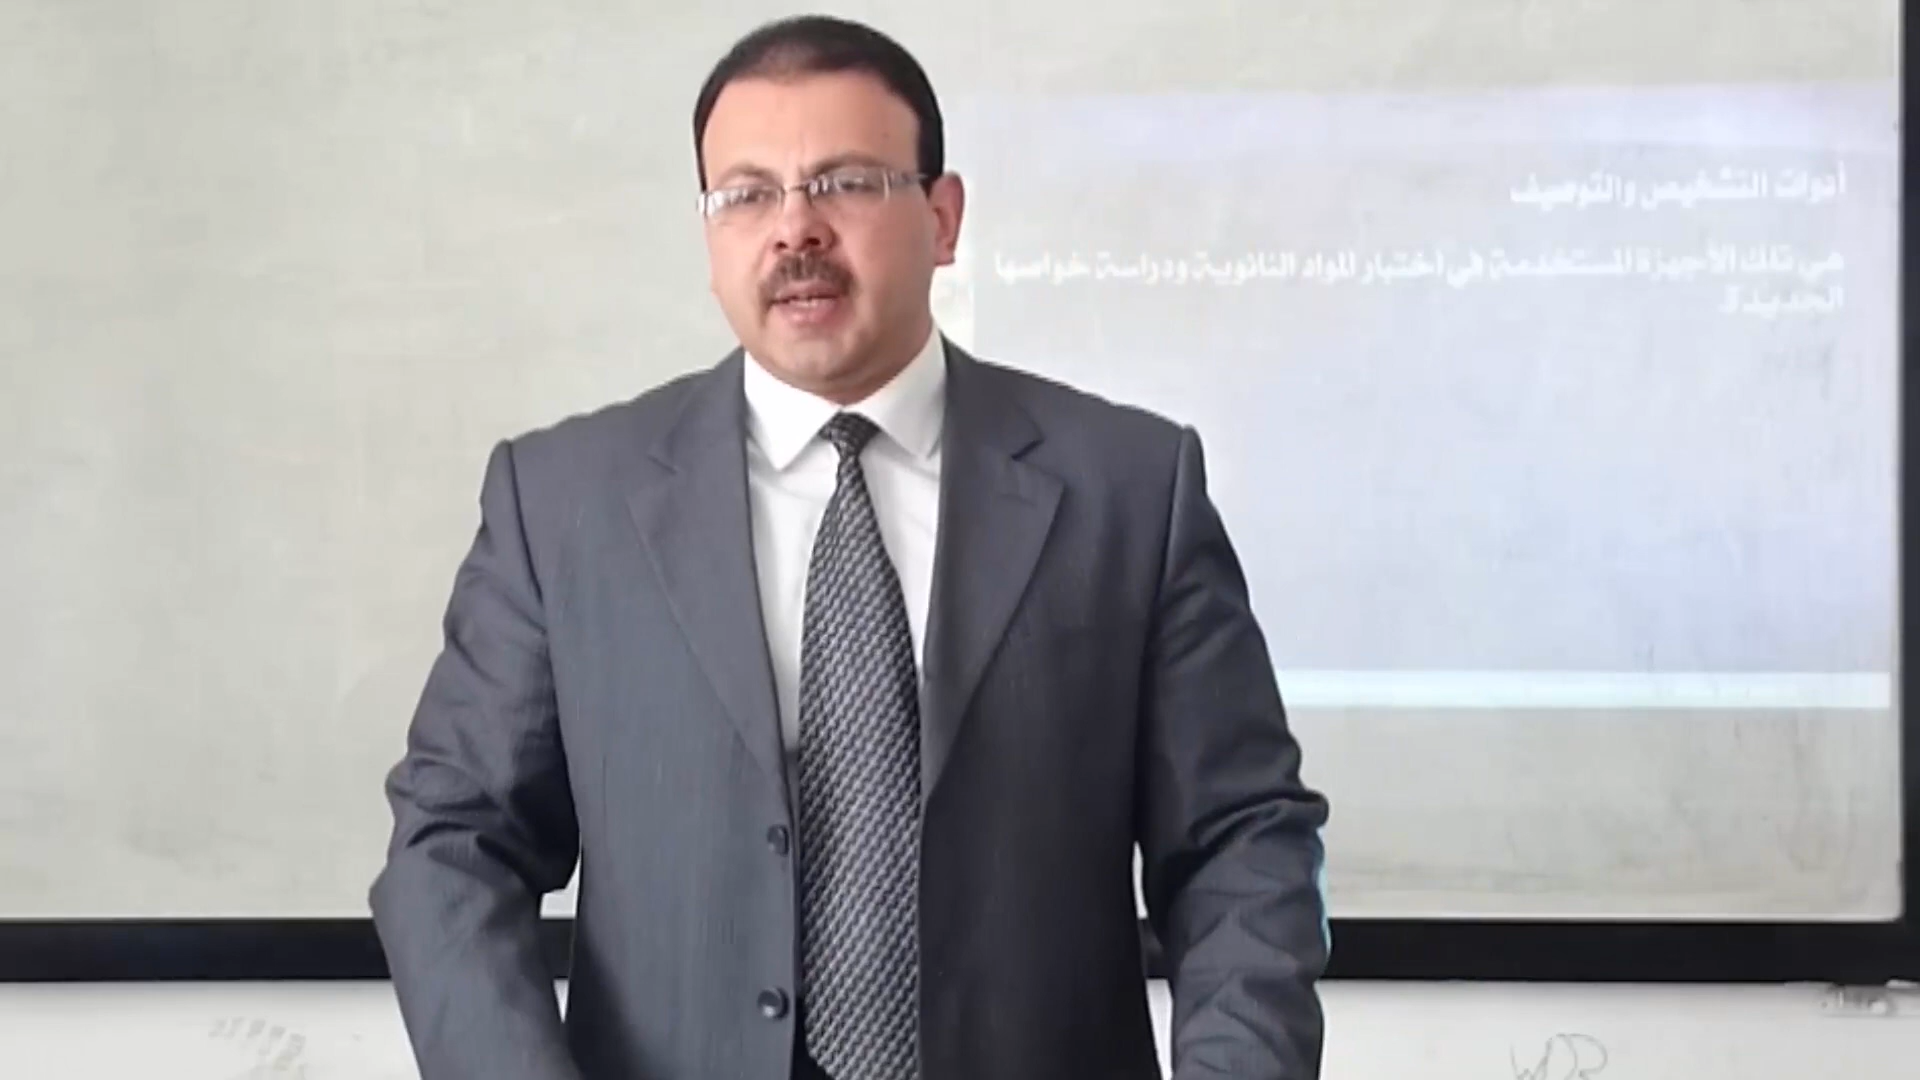 أدوات التشخيص والتوصيف
هي تلك الأجهزة المستخدمة في اختبار المواد النانوية ودراسة خواصها
الجديدة.